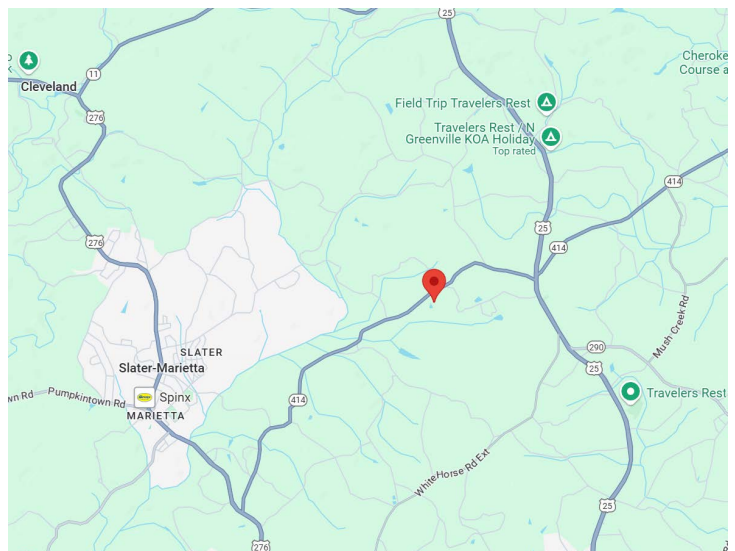 25
Cleveland
11
276
Cheroke
Course a
Field Trip Travelers Rest
Travelers Rest / N
Greenville KOA Holiday
Top rated
414
276
25
414
SLATER
Slater-Marietta
290
25
Mush Creek Rd
wn Rd
Pumpkintown Rd
Spinx
MARIETTA
414
Travelers Rest
WhiteHorse Rd Ext
25
276